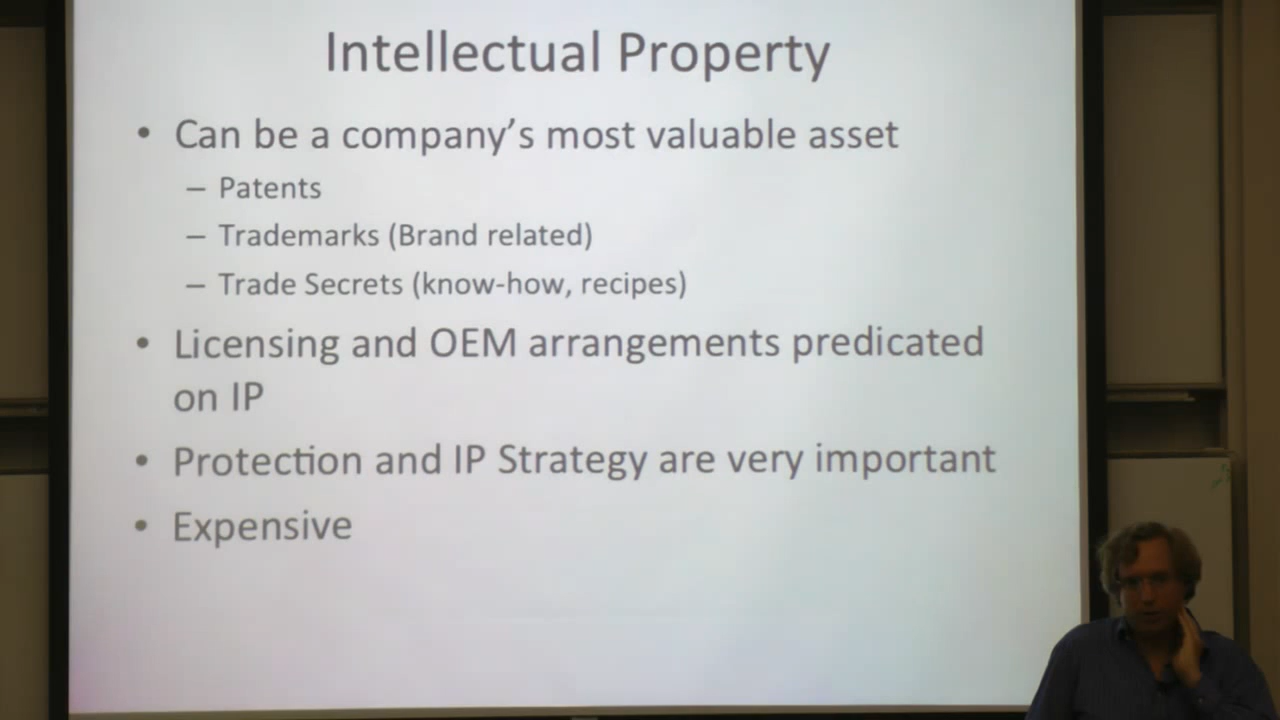 Intellectual Property
• Can be a company's most valuable asset
– Patents
– Trademarks (Brand related)
– Trade Secrets (know-how, recipes)
• Licensing and OEM arrangements predicated
on IP
• Protection and IP Strategy are very important
• Expensive